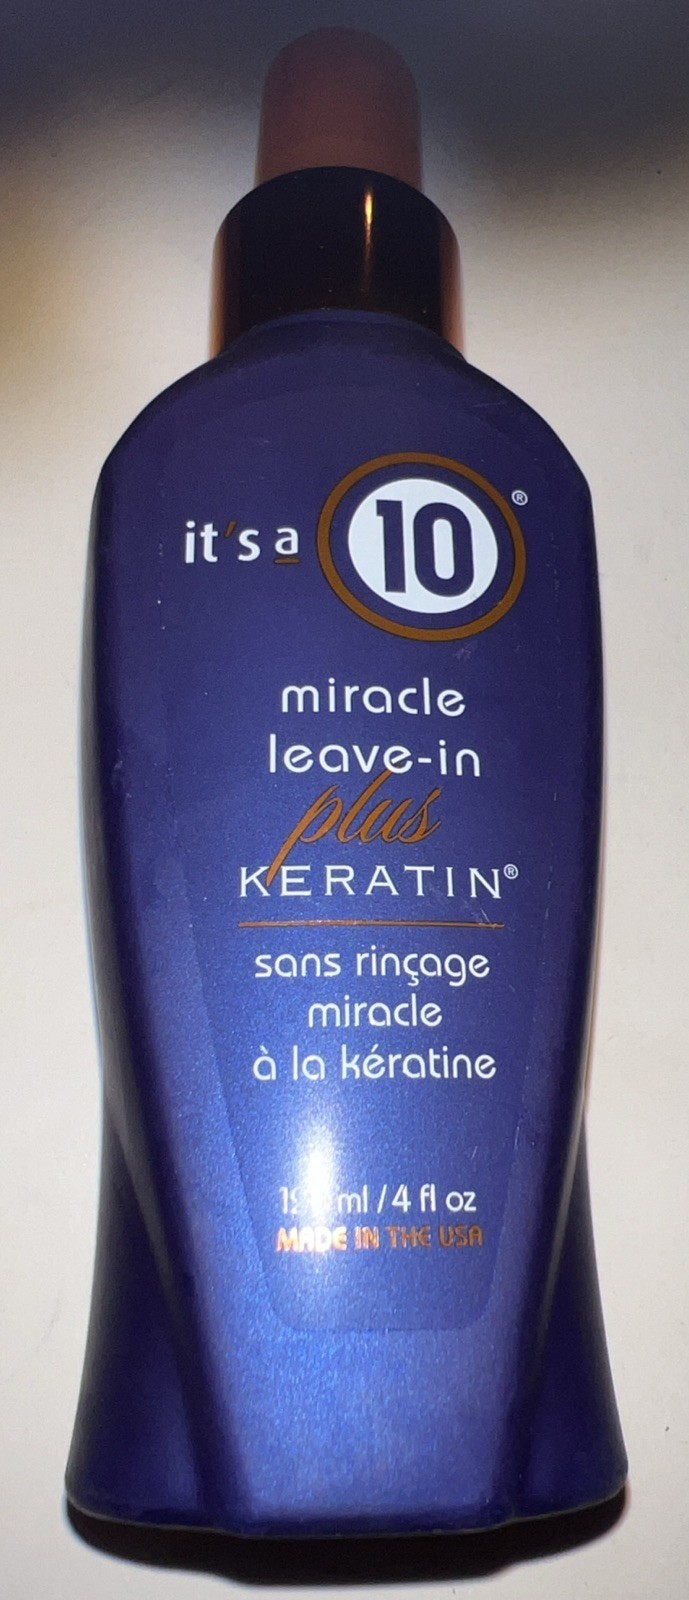 it's a 10®
miracle
leave-in
plus
KERATIN®
sans rinçage
miracle
à la kératine
ml / 4 fl oz
MADE IN THE USA